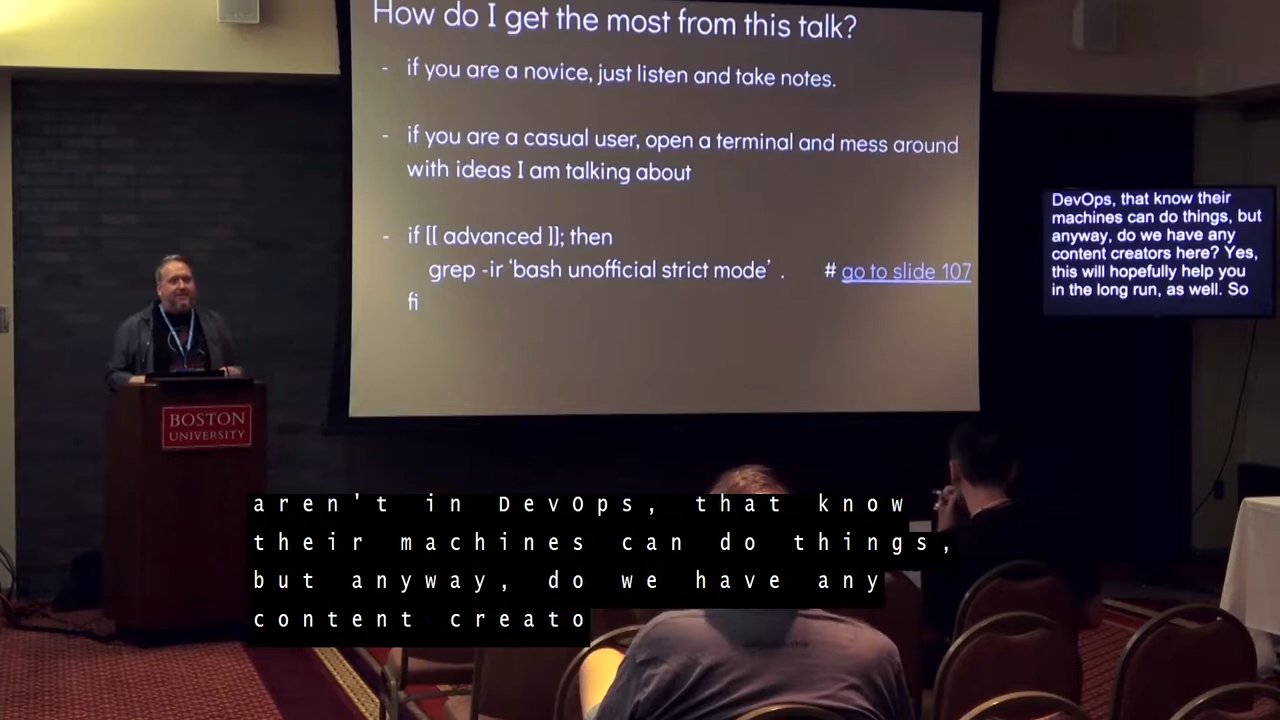 How do I get the most from this talk?
- if you are a novice, just listen and take notes.
- if you are a casual user, open a terminal and mess around
with ideas I am talking about
- if [[ advanced ]]; then
grep -ir ‘bash unofficial strict mode’ . # go to slide 107
fi
DevOps, that know their
machines can do things, but
anyway, do we have any
content creators here? Yes,
this will hopefully help you
in the long run, as well. So
BOSTON
UNIVERSITY
aren't in DevOps, that know
their machines can do things,
but anyway, do we have any
content creato